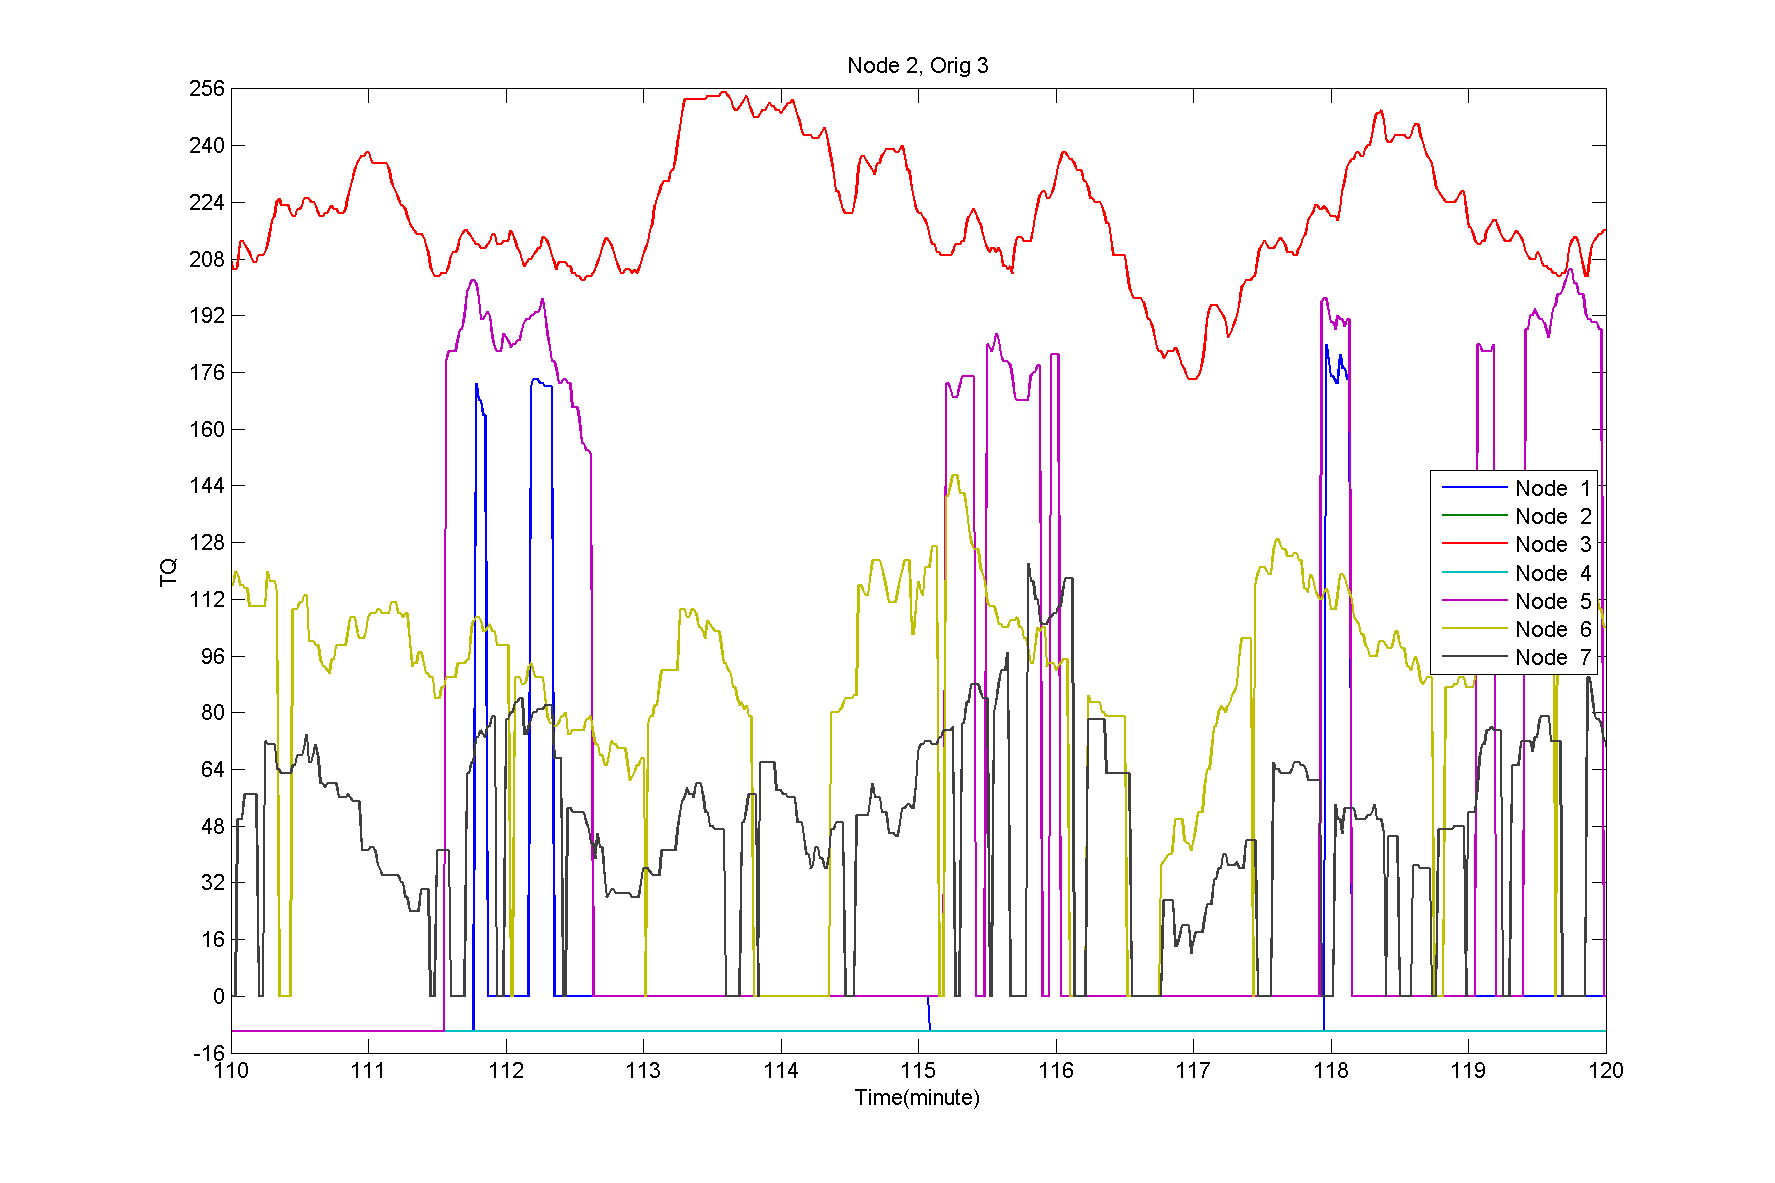 Node 2, Orig 3
256
240
224
208
192
176
160
144
128
112
96
80
64
48
32
16
0
-16
TQ
Node 1
Node 2
Node 3
Node 4
Node 5
Node 6
Node 7
110 111 112 113 114 115 116 117 118 119 120
Time(minute)